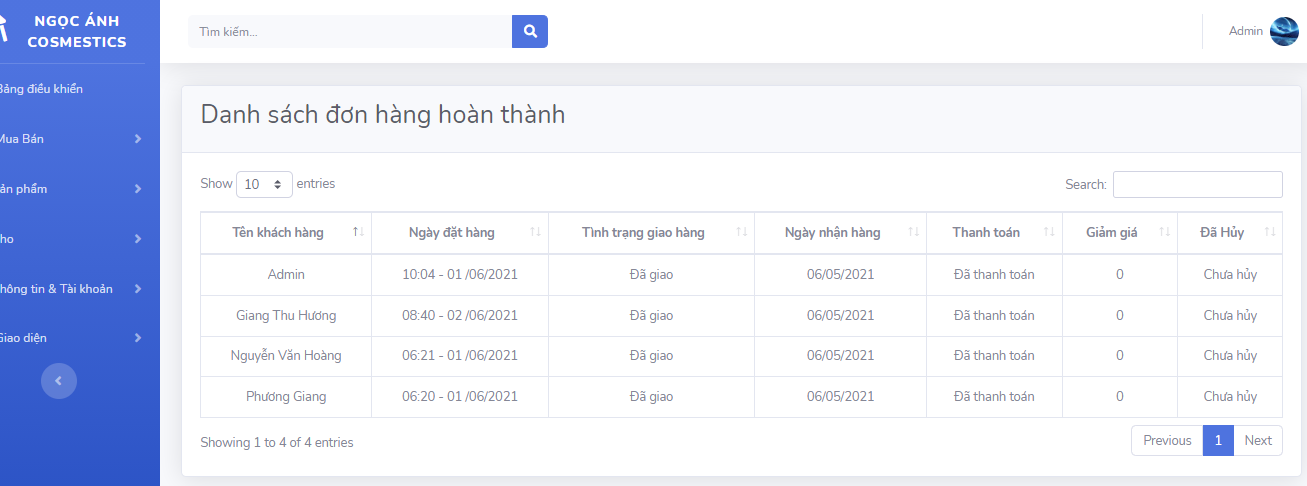 NGỌC ÁNH
COSMESTICS
Tìm kiếm...
Admin
Bảng điều khiển
Mua Bán
ản phẩm
ho
hông tin & Tài khoản
Giao diện
Danh sách đơn hàng hoàn thành
Show 10 entries
Search:
Tên khách hàng Ngày đặt hàng Tình trạng giao hàng Ngày nhận hàng Thanh toán Giảm giá Đã Hủy
Admin 10:04 - 01 /06/2021 Đã giao 06/05/2021 Đã thanh toán 0 Chưa hủy
Giang Thu Hương 08:40 - 02 /06/2021 Đã giao 06/05/2021 Đã thanh toán 0 Chưa hủy
Nguyễn Văn Hoàng 06:21 - 01 /06/2021 Đã giao 06/05/2021 Đã thanh toán 0 Chưa hủy
Phương Giang 06:20 - 01 /06/2021 Đã giao 06/05/2021 Đã thanh toán 0 Chưa hủy
Showing 1 to 4 of 4 entries
Previous 1 Next